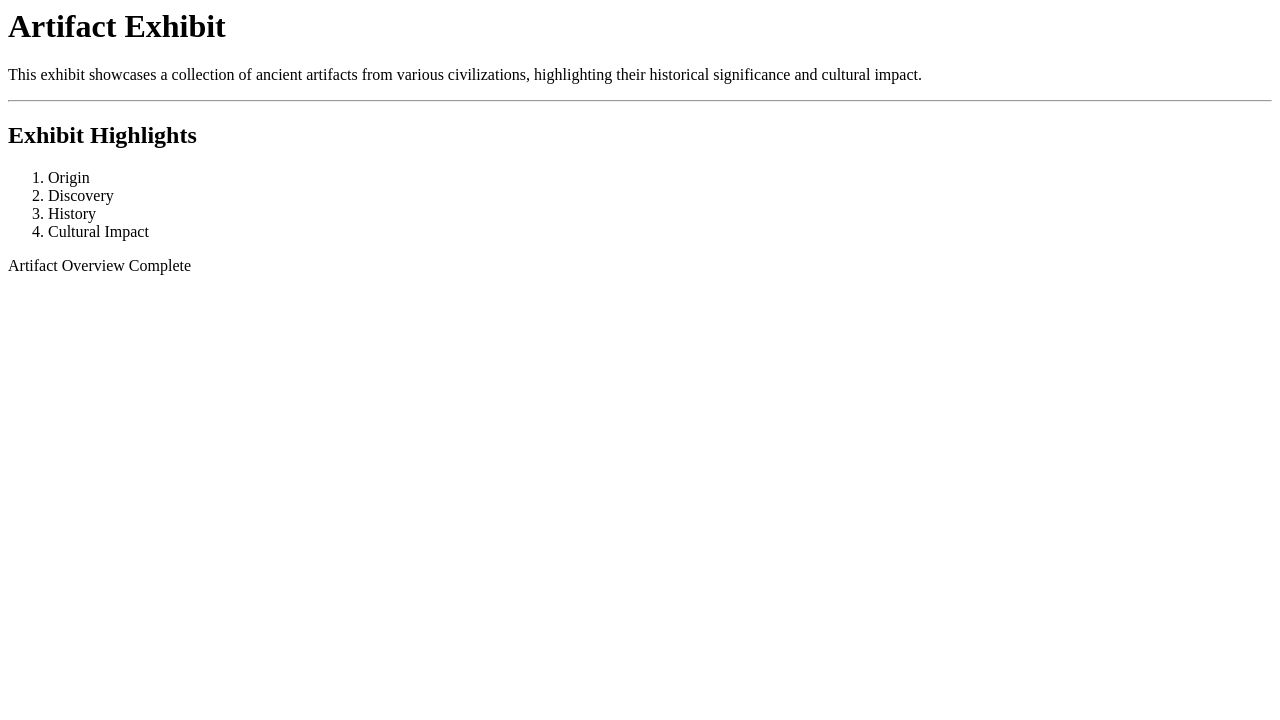 Artifact Exhibit
This exhibit showcases a collection of ancient artifacts from various civilizations, highlighting their historical significance and cultural impact.
Exhibit Highlights
1. Origin
2. Discovery
3. History
4. Cultural Impact
Artifact Overview Complete